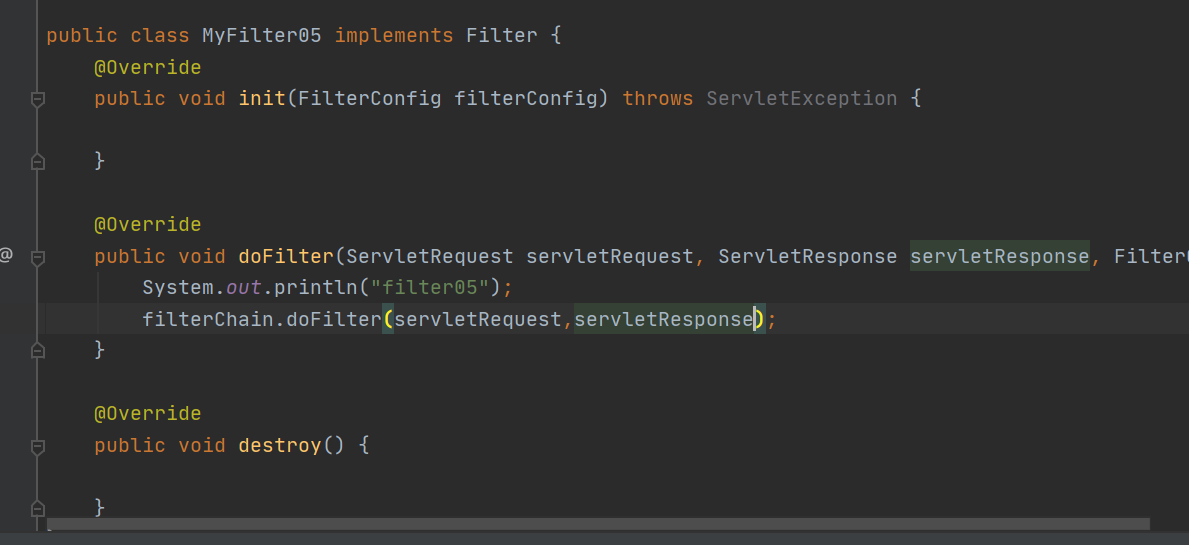 public class MyFilter05 implements Filter {
@Override
public void init(FilterConfig filterConfig) throws ServletException {
}
@Override
@ public void doFilter(ServletRequest servletRequest, ServletResponse servletResponse, Filter
System.out.println("filter05");
filterChain.doFilter(servletRequest,servletResponse);
}
@Override
public void destroy() {
}